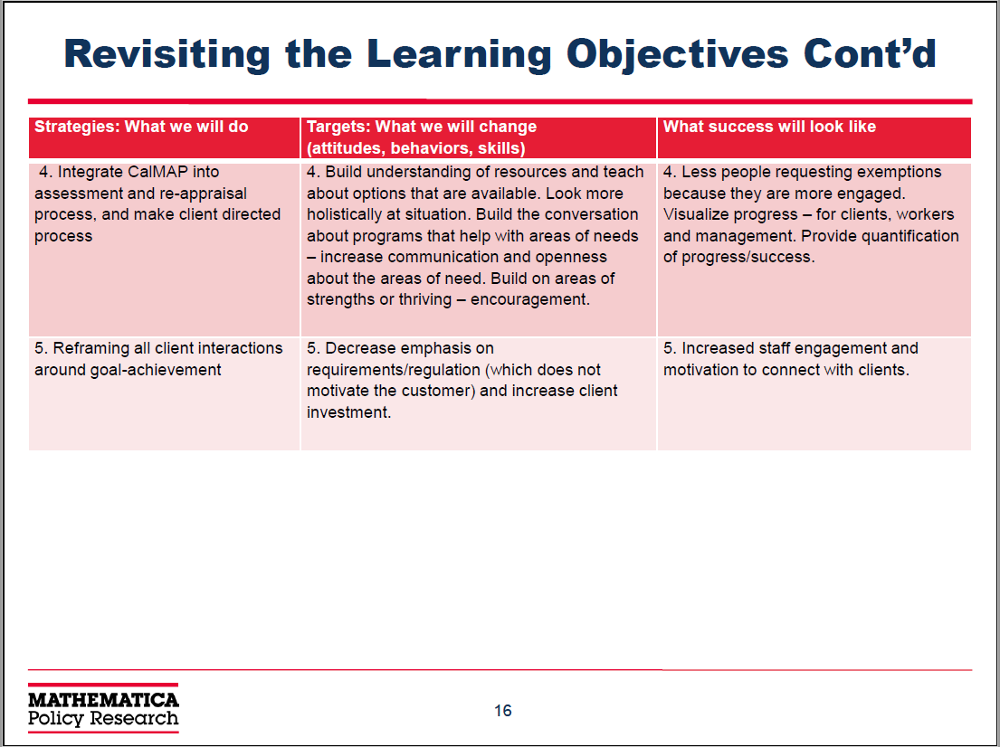 Revisiting the Learning Objectives Cont’d
Strategies: What we will do
Targets: What we will change
(attitudes, behaviors, skills)
What success will look like
4. Integrate CalMAP into
assessment and re-appraisal
process, and make client directed
process
4. Build understanding of resources and teach
about options that are available. Look more
holistically at situation. Build the conversation
about programs that help with areas of needs
– increase communication and openness
about the areas of need. Build on areas of
strengths or thriving – encouragement.
4. Less people requesting exemptions
because they are more engaged.
Visualize progress – for clients, workers
and management. Provide quantification
of progress/success.
5. Reframing all client interactions
around goal-achievement
5. Decrease emphasis on
requirements/regulation (which does not
motivate the customer) and increase client
investment.
5. Increased staff engagement and
motivation to connect with clients.
MATHEMATICA
Policy Research
16